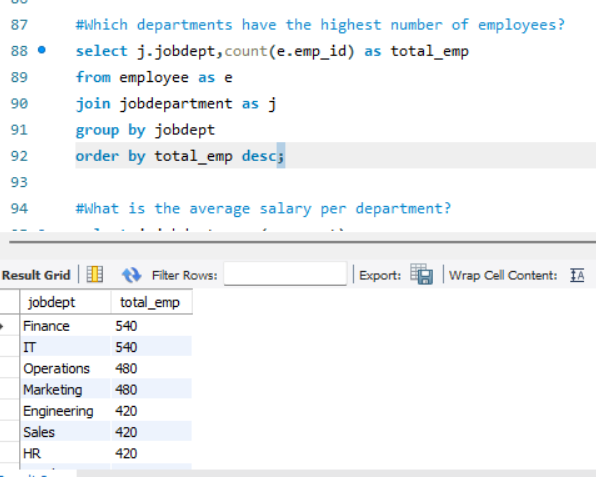 87 #Which departments have the highest number of employees?
88 select j.jobdept,count(e.emp_id) as total_emp
89 from employee as e
90 join jobdepartment as j
91 group by jobdept
92 order by total_emp desc;
93
94 #What is the average salary per department?
Result Grid Filter Rows: Export: Wrap Cell Content:
jobdept total_emp
Finance 540
IT 540
Operations 480
Marketing 480
Engineering 420
Sales 420
HR 420